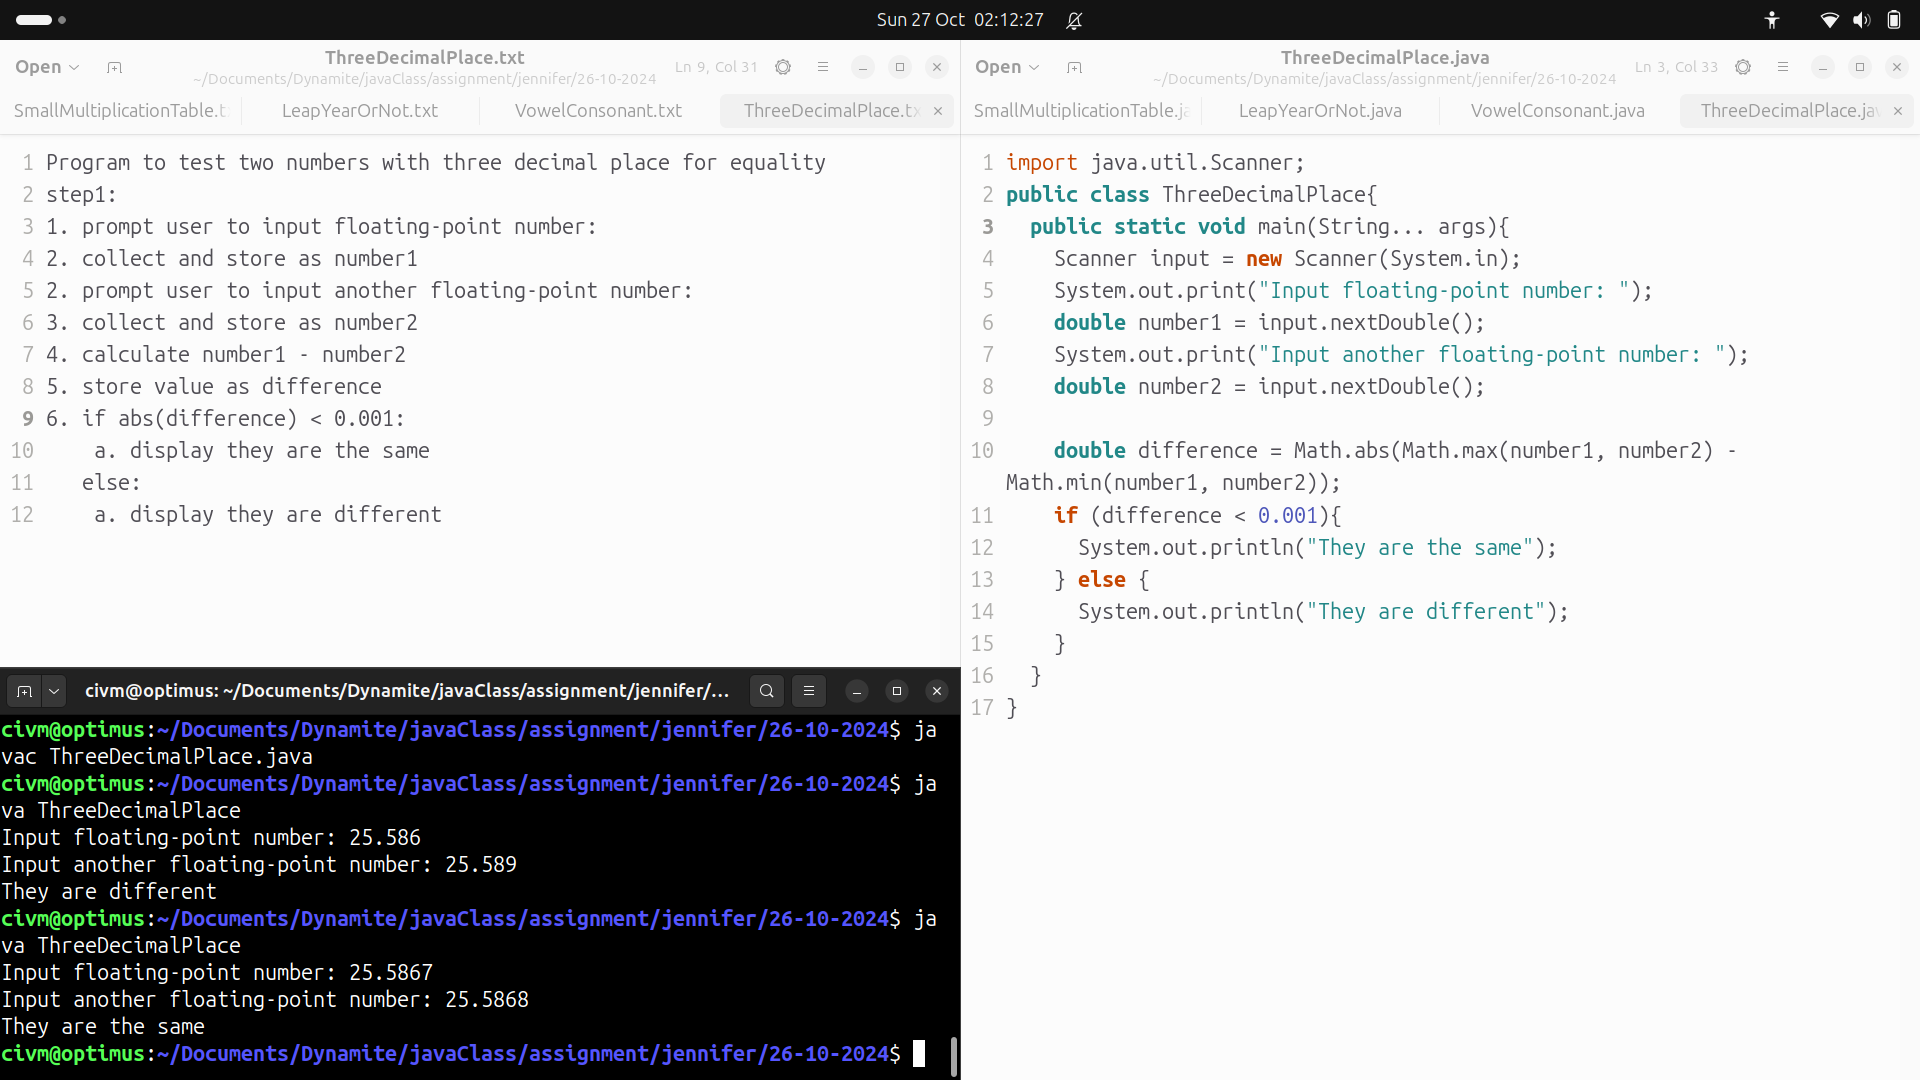 Sun 27 Oct 02:12:27
Open
ThreeDecimalPlace.txt
~/Documents/Dynamite/javaClass/assignment/jennifer/26-10-2024
Ln 9, Col 31
SmallMultiplicationTable.t
LeapYearOrNot.txt
VowelConsonant.txt
ThreeDecimalPlace.tx
1 Program to test two numbers with three decimal place for equality
2 step1:
3 1. prompt user to input floating-point number:
4 2. collect and store as number1
5 2. prompt user to input another floating-point number:
6 3. collect and store as number2
7 4. calculate number1 - number2
8 5. store value as difference
9 6. if abs(difference) < 0.001:
10     a. display they are the same
11    else:
12     a. display they are different
Open
ThreeDecimalPlace.java
~/Documents/Dynamite/javaClass/assignment/jennifer/26-10-2024
Ln 3, Col 33
SmallMultiplicationTable.ja
LeapYearOrNot.java
VowelConsonant.java
ThreeDecimalPlace.jav
1 import java.util.Scanner;
2 public class ThreeDecimalPlace{
3   public static void main(String... args){
4     Scanner input = new Scanner(System.in);
5     System.out.print("Input floating-point number: ");
6     double number1 = input.nextDouble();
7     System.out.print("Input another floating-point number: ");
8     double number2 = input.nextDouble();
9
10     double difference = Math.abs(Math.max(number1, number2) -
Math.min(number1, number2));
11     if (difference < 0.001){
12       System.out.println("They are the same");
13     } else {
14       System.out.println("They are different");
15     }
16   }
17 }
civm@optimus: ~/Documents/Dynamite/javaClass/assignment/jennifer/...
civm@optimus:~/Documents/Dynamite/javaClass/assignment/jennifer/26-10-2024$ ja
vac ThreeDecimalPlace.java
civm@optimus:~/Documents/Dynamite/javaClass/assignment/jennifer/26-10-2024$ ja
va ThreeDecimalPlace
Input floating-point number: 25.586
Input another floating-point number: 25.589
They are different
civm@optimus:~/Documents/Dynamite/javaClass/assignment/jennifer/26-10-2024$ ja
va ThreeDecimalPlace
Input floating-point number: 25.5867
Input another floating-point number: 25.5868
They are the same
civm@optimus:~/Documents/Dynamite/javaClass/assignment/jennifer/26-10-2024$